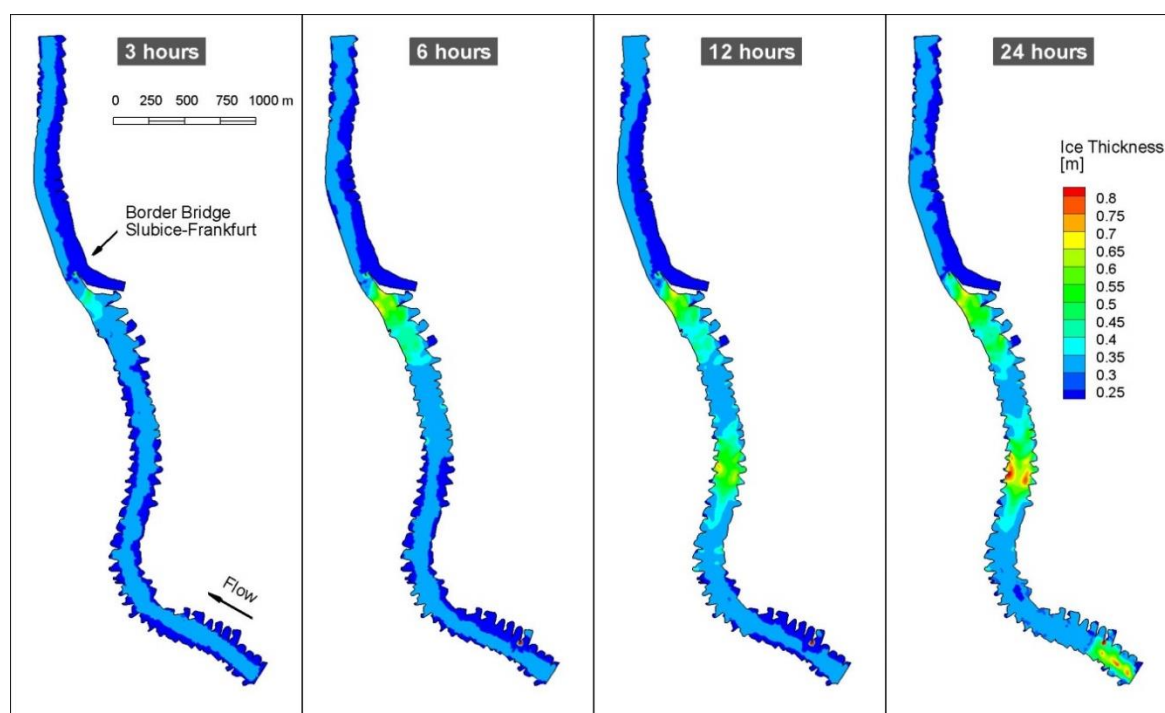 3 hours
6 hours
12 hours
24 hours
0 250 500 750 1000 m
Border Bridge
Slubice-Frankfurt
Flow
Ice Thickness
[m]
0.8
0.75
0.7
0.65
0.6
0.55
0.5
0.45
0.4
0.35
0.3
0.25